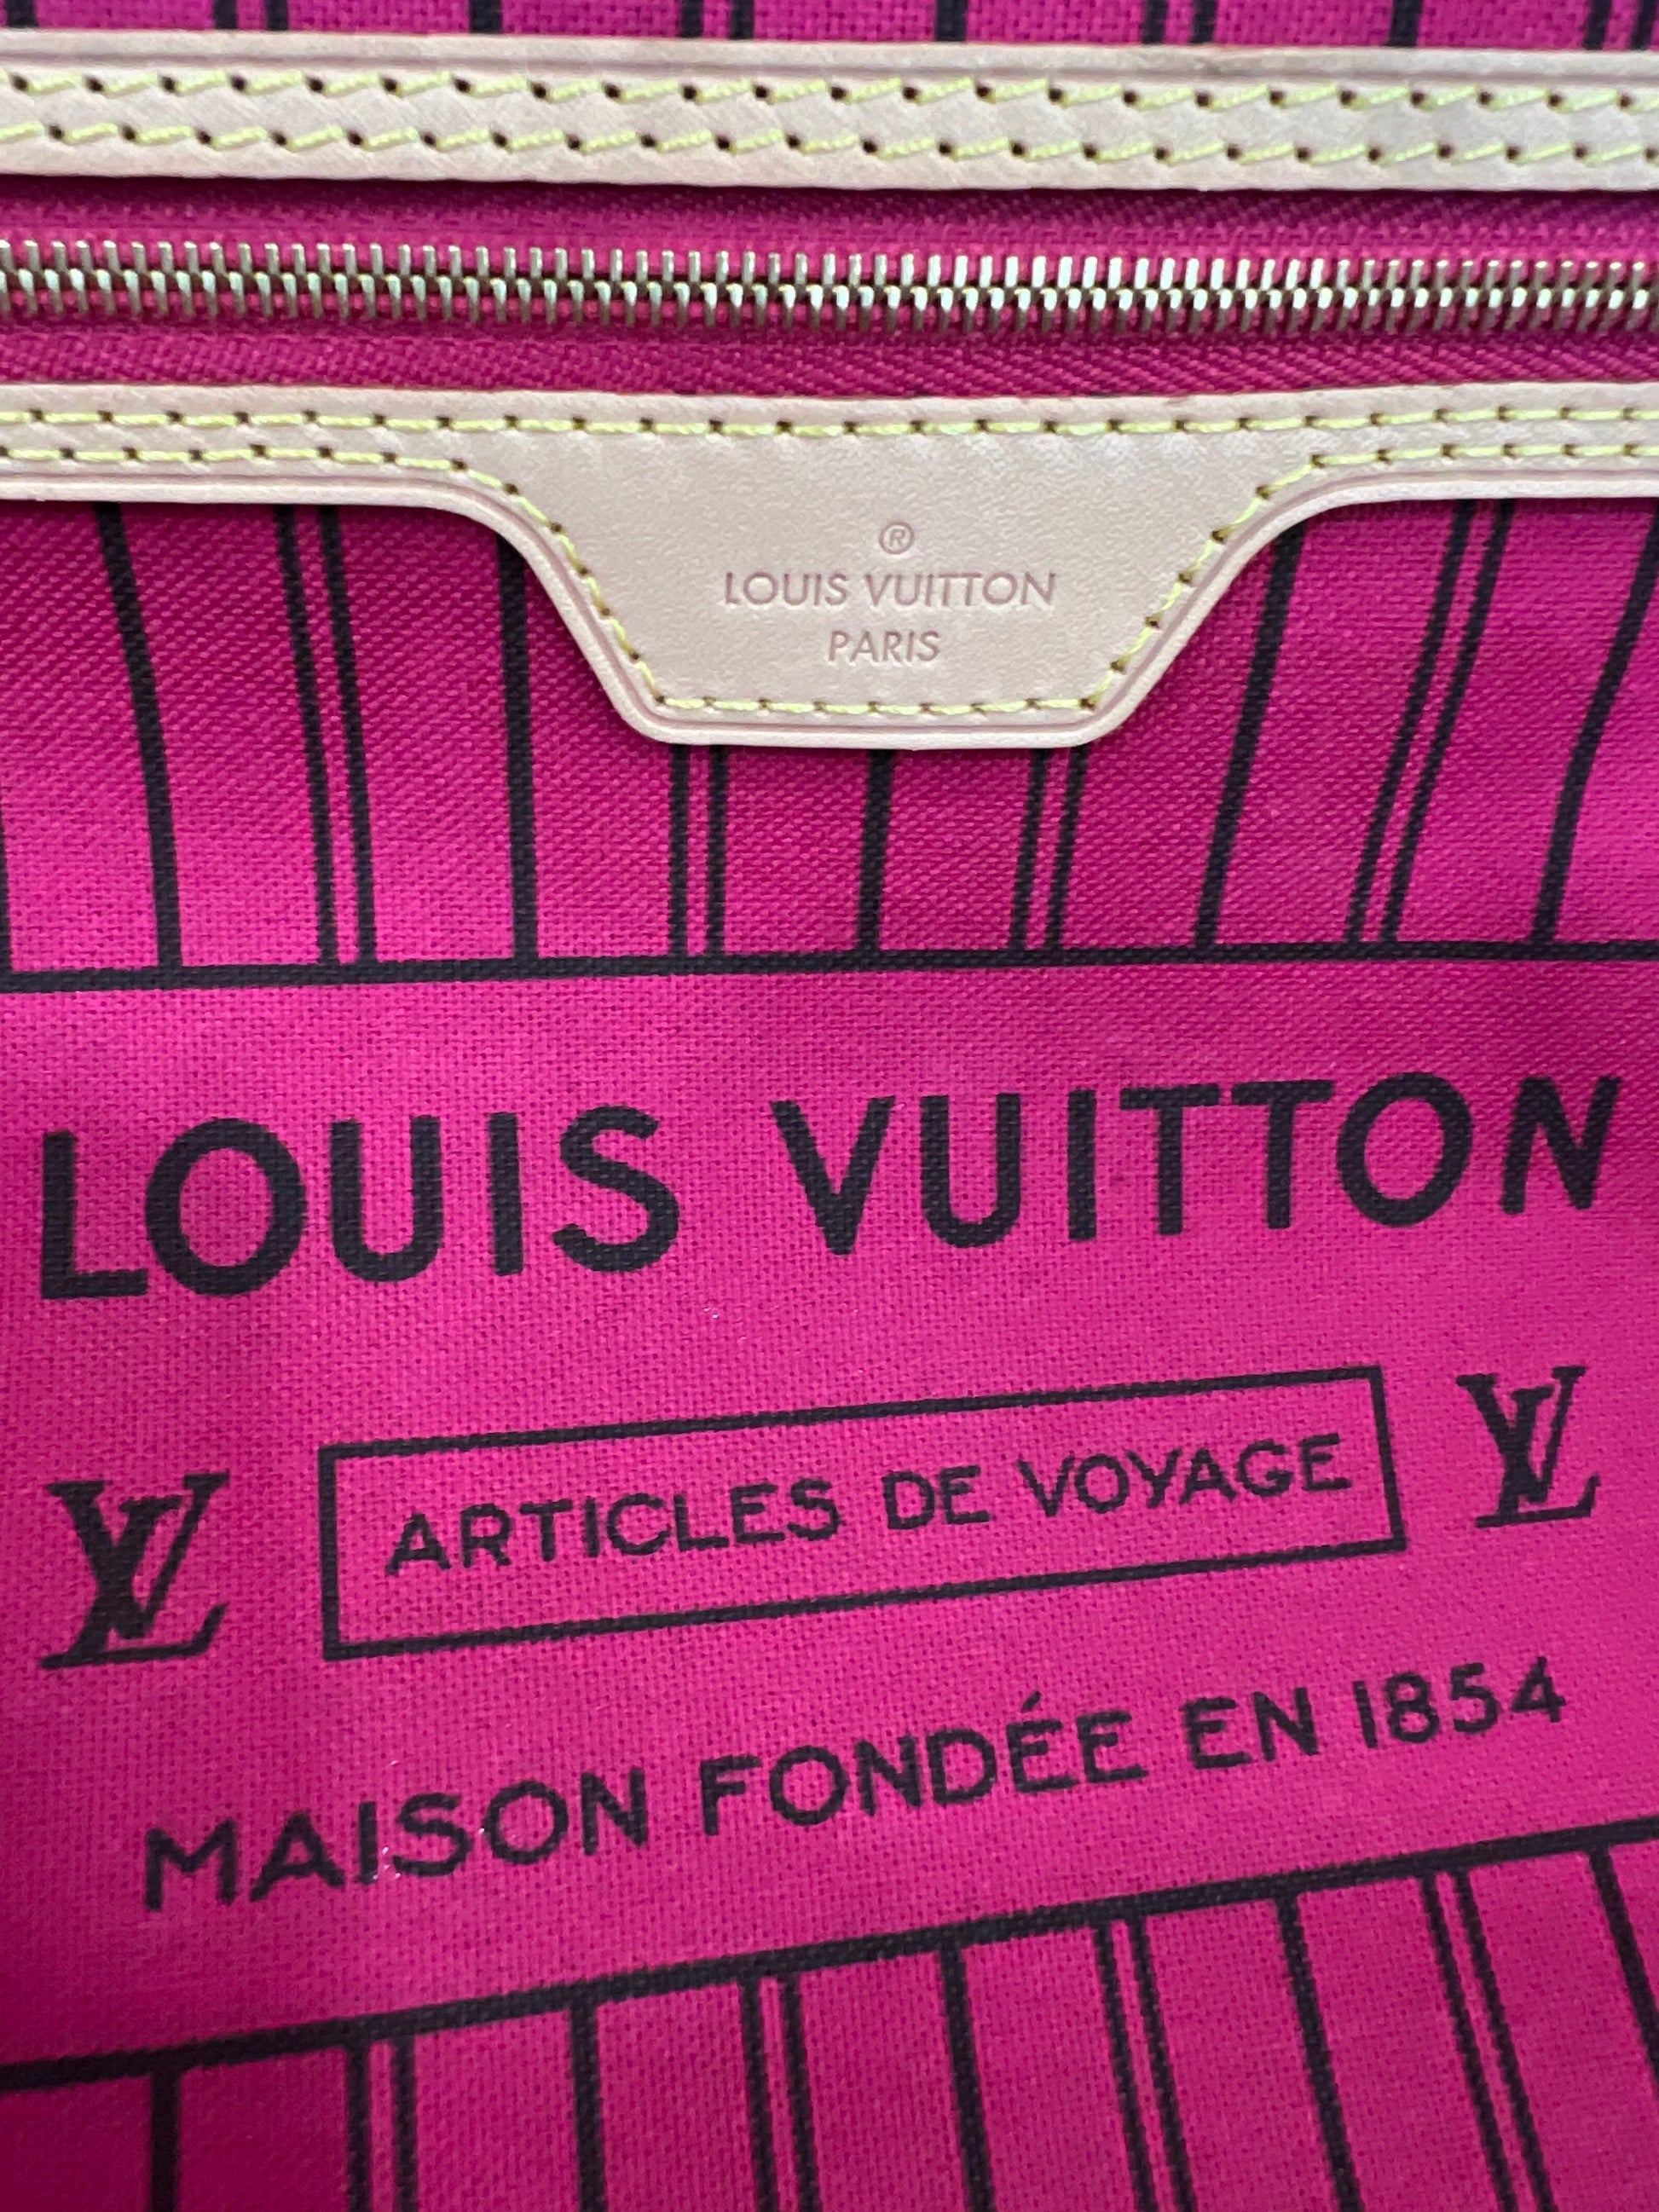 ®
LOUIS VUITTON
PARIS
LOUIS VUITTON
LV ARTICLES DE VOYAGE LV
MAISON FONDÉE EN 1854